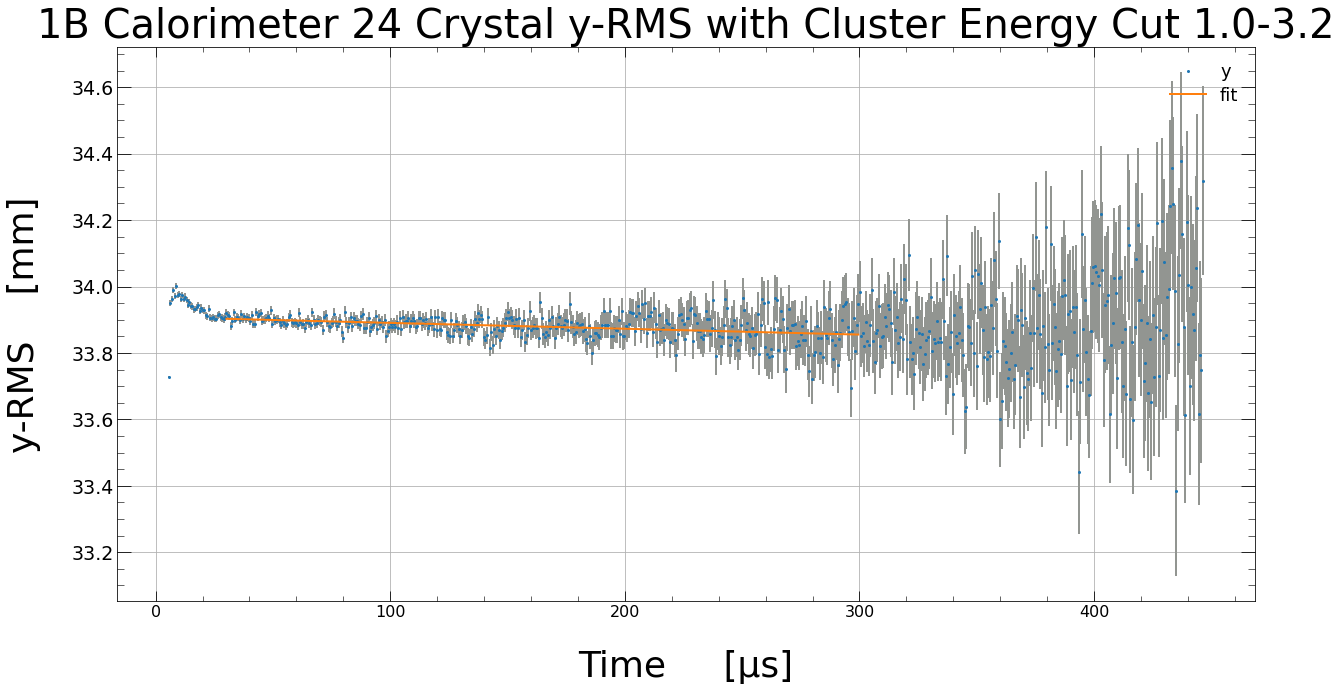 1B Calorimeter 24 Crystal y-RMS with Cluster Energy Cut 1.0-3.2
y
fit
34.6
34.4
34.2
34.0
33.8
33.6
33.4
33.2
y-RMS [mm]
0 100 200 300 400
Time [µs]